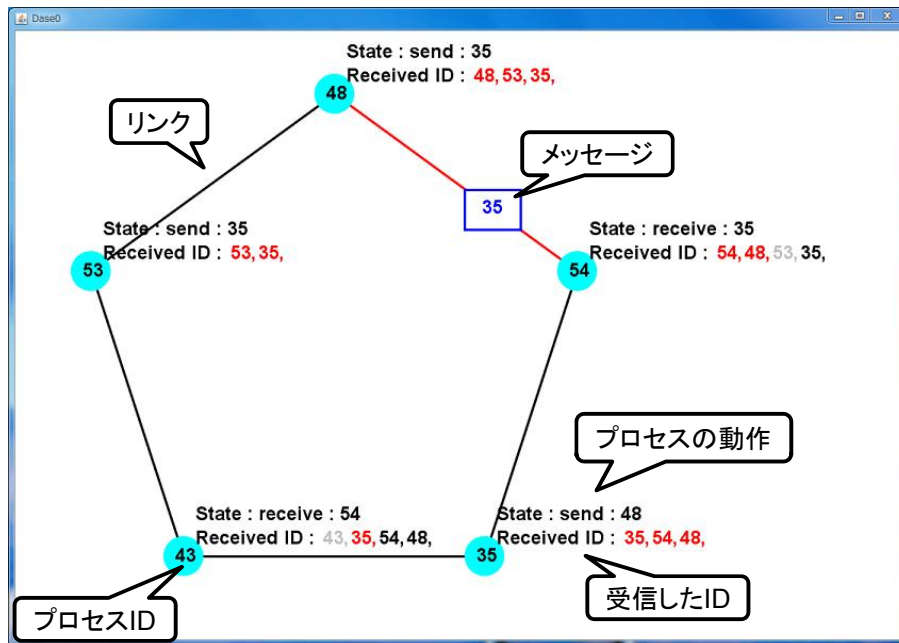 Dase0
State : send : 35
Received ID : 48, 53, 35,
48
リンク
メッセージ
35
State : send : 35
Received ID : 53, 35,
53
State : receive : 35
Received ID : 54, 48, 53, 35,
54
プロセスの動作
State : receive : 54
Received ID : 43, 35, 54, 48,
43
State : send : 48
Received ID : 35, 54, 48,
35
プロセスID
受信したID